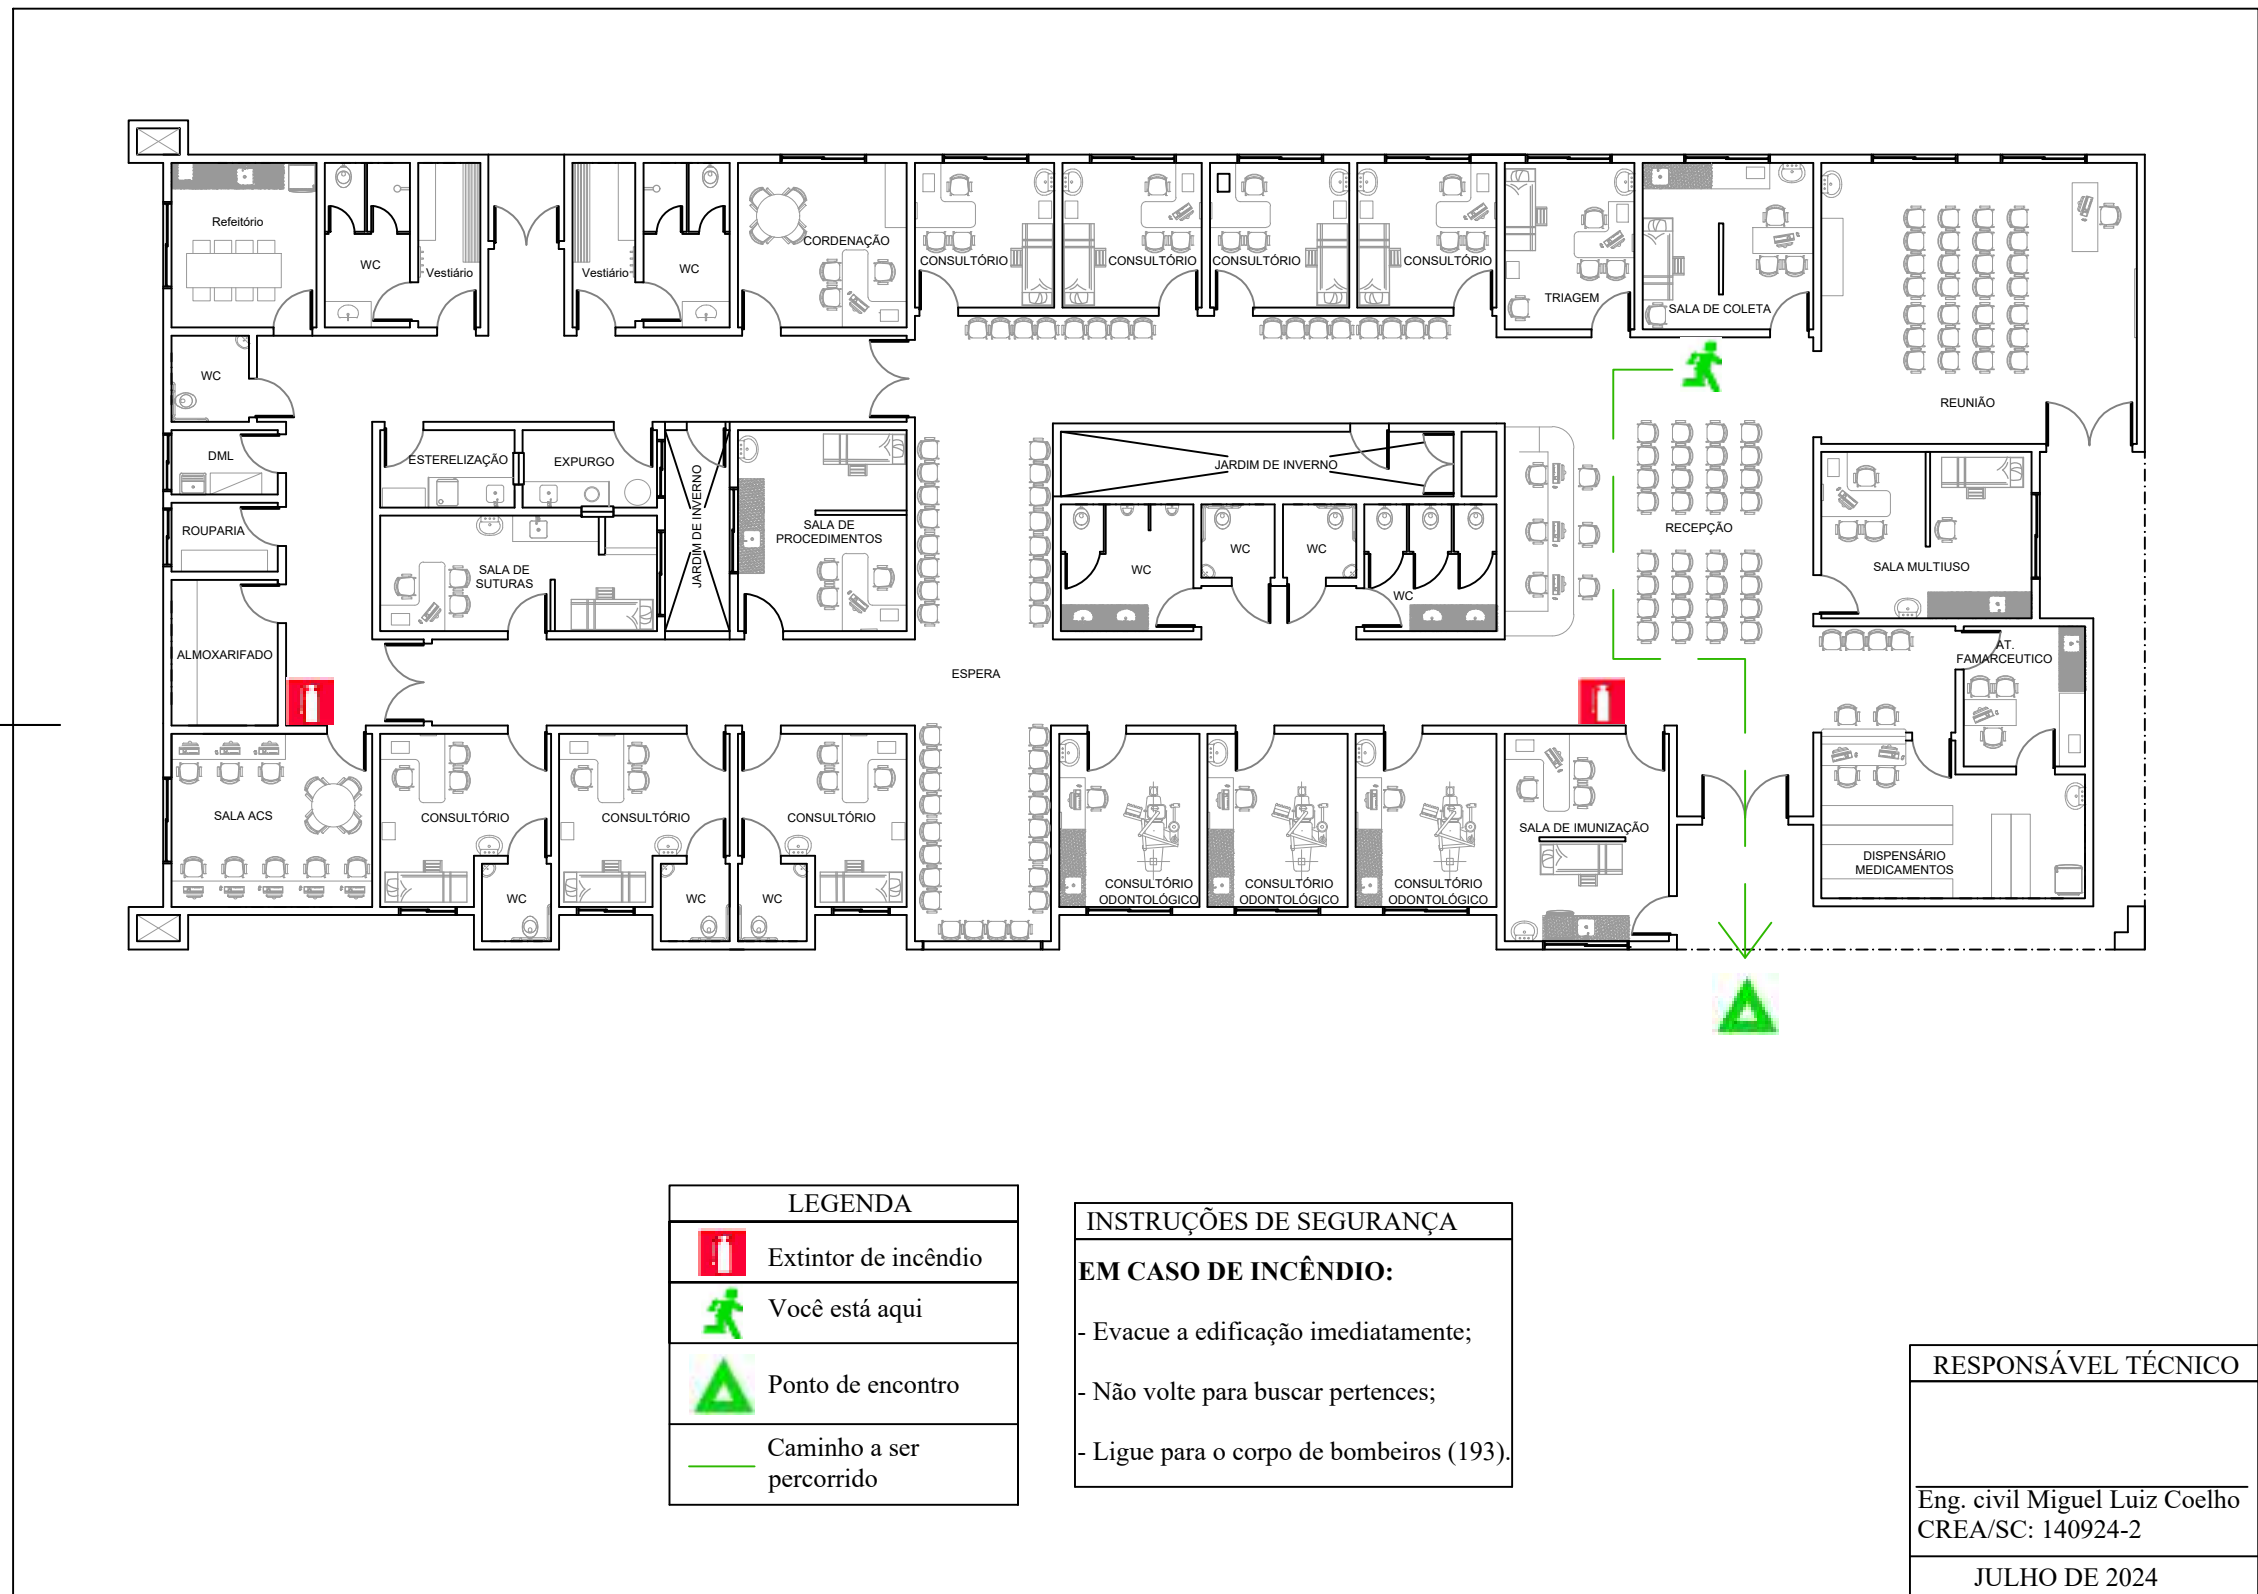 Refeitório
WC
Vestiário
Vestiário
WC
CORDENAÇÃO
CONSULTÓRIO
CONSULTÓRIO
CONSULTÓRIO
CONSULTÓRIO
TRIAGEM
SALA DE COLETA
REUNIÃO
WC
DML
ESTERELIZAÇÃO
EXPURGO
JARDIM DE INVERNO
JARDIM DE INVERNO
ROUPARIA
SALA DE
SUTURAS
SALA DE
PROCEDIMENTOS
WC
WC
WC
WC
RECEPÇÃO
SALA MULTIUSO
ALMOXARIFADO
ESPERA
AT.
FAMARCEUTICO
SALA ACS
CONSULTÓRIO
CONSULTÓRIO
CONSULTÓRIO
WC
WC
WC
CONSULTÓRIO
ODONTOLÓGICO
CONSULTÓRIO
ODONTOLÓGICO
CONSULTÓRIO
ODONTOLÓGICO
SALA DE IMUNIZAÇÃO
DISPENSÁRIO
MEDICAMENTOS
LEGENDA
Extintor de incêndio
Você está aqui
Ponto de encontro
Caminho a ser
percorrido
INSTRUÇÕES DE SEGURANÇA
EM CASO DE INCÊNDIO:
- Evacue a edificação imediatamente;
- Não volte para buscar pertences;
- Ligue para o corpo de bombeiros (193).
RESPONSÁVEL TÉCNICO
Eng. civil Miguel Luiz Coelho
CREA/SC: 140924-2
JULHO DE 2024